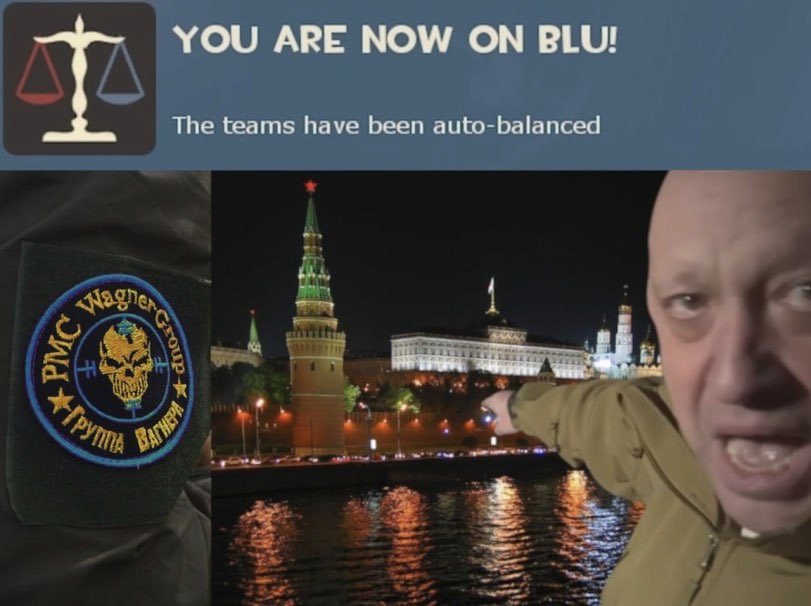 YOU ARE NOW ON BLU!
The teams have been auto-balanced
PMC Wagner Group
Группа Вагнера